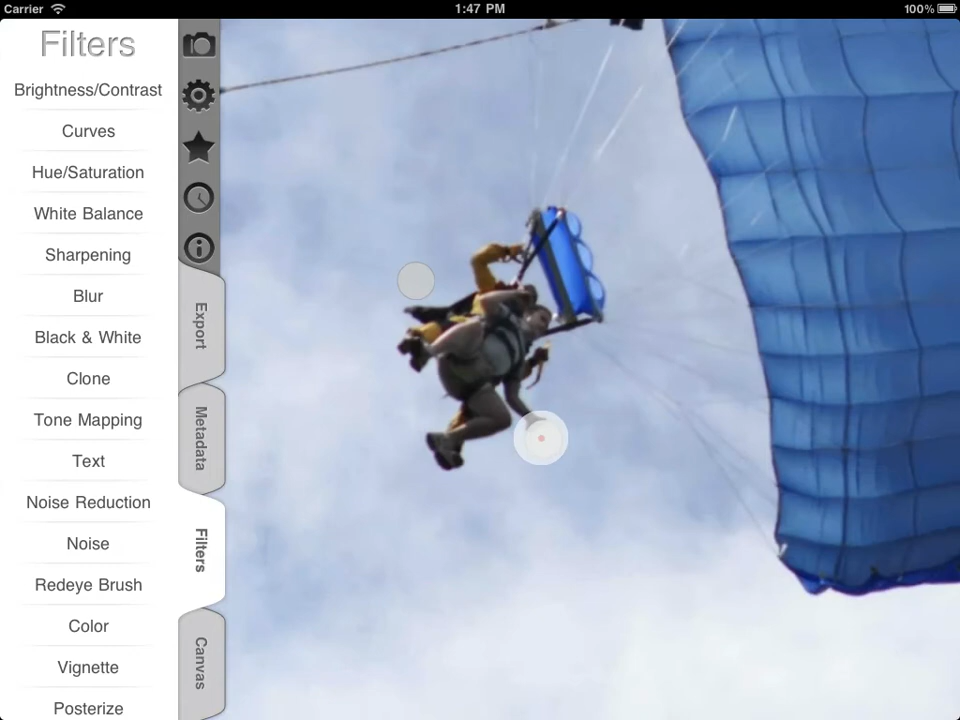 Carrier
1:47 PM
100%
Filters
Brightness/Contrast
Curves
Hue/Saturation
White Balance
Sharpening
Blur
Black & White
Clone
Tone Mapping
Text
Noise Reduction
Noise
Redeye Brush
Color
Vignette
Posterize
Export
Metadata
Filters
Canvas